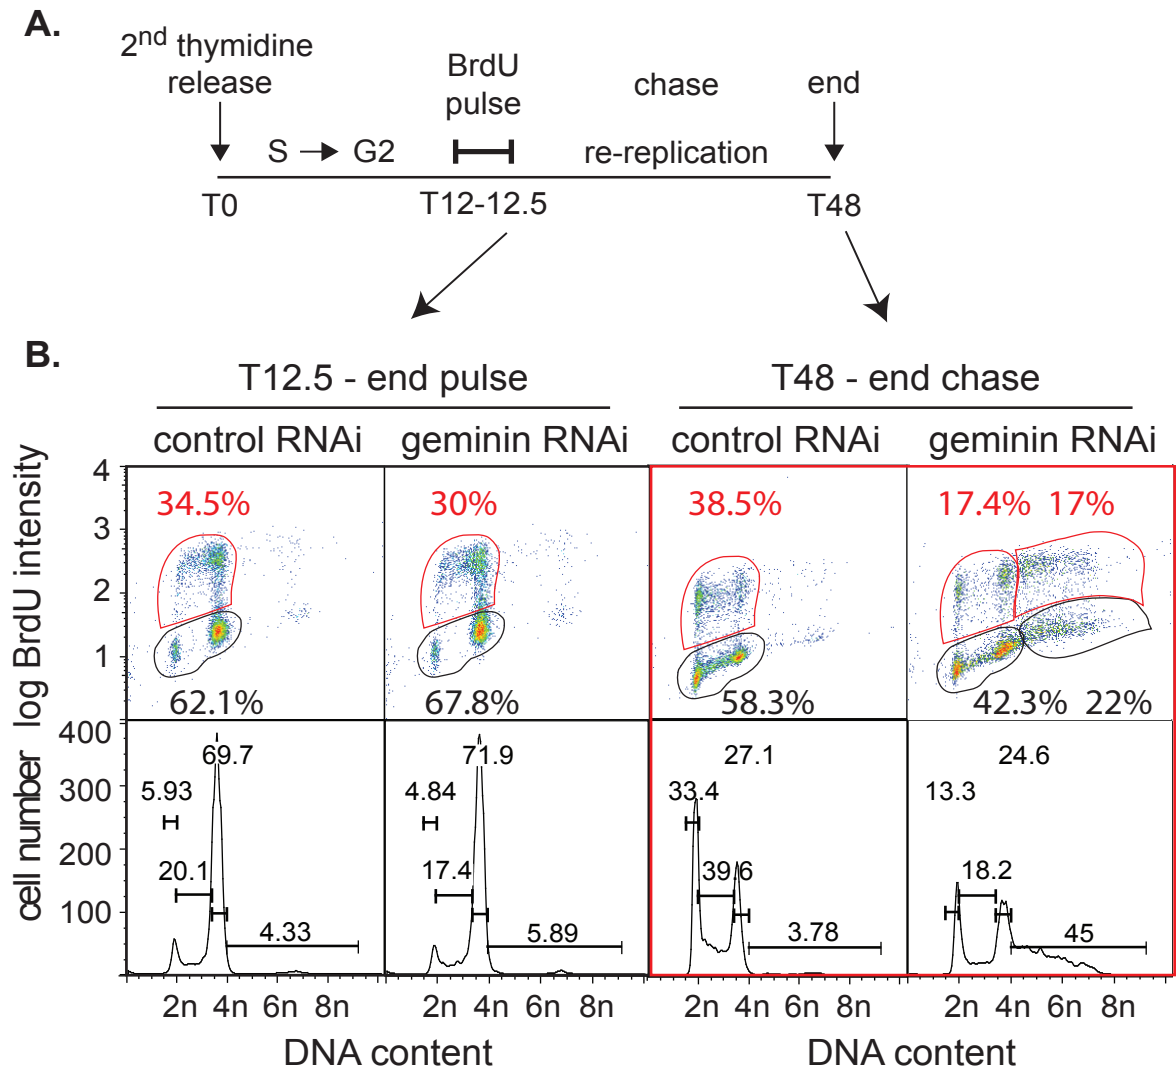 A.
2nd thymidine
release
BrdU
pulse
chase
end
S → G2
re-replication
T0
T12-12.5
T48
B.
T12.5 - end pulse
T48 - end chase
control RNAi
geminin RNAi
control RNAi
geminin RNAi
log BrdU intensity
4
3
2
1
34.5%
30%
38.5%
17.4% 17%
62.1%
67.8%
58.3%
42.3% 22%
cell number
400
300
200
100
69.7
5.93
20.1
4.33
71.9
4.84
17.4
5.89
27.1
33.4
39.6
3.78
24.6
13.3
18.2
45
2n 4n 6n 8n
2n 4n 6n 8n
2n 4n 6n 8n
2n 4n 6n 8n
DNA content
DNA content